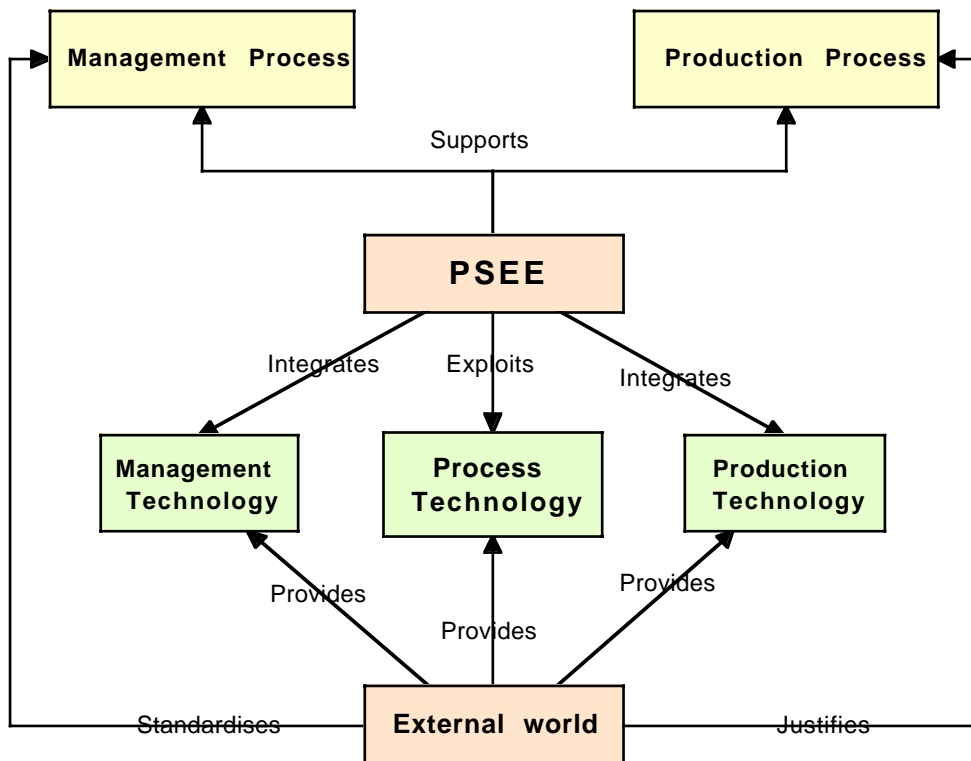 Management Process
Production Process
Supports
PSEE
Integrates
Exploits
Integrates
Management
Technology
Process
Technology
Production
Technology
Provides
Provides
Provides
Standardises
External world
Justifies